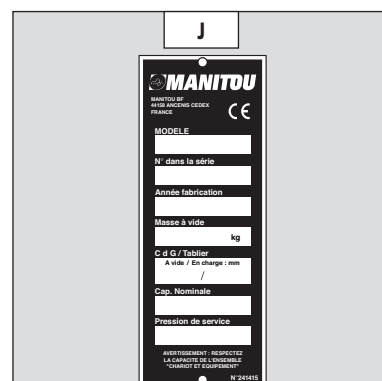 J
MANITOU
MANITOU BF
44158 ANCENIS CEDEX
FRANCE
CE
MODELE
N° dans la série
Année fabrication
Masse à vide
kg
C d G / Tablier
A vide / En charge : mm
/
Cap. Nominale
Pression de service
AVERTISSEMENT : RESPECTEZ
LA CAPACITE DE L'ENSEMBLE
"CHARIOT ET EQUIPEMENT"
N°241415